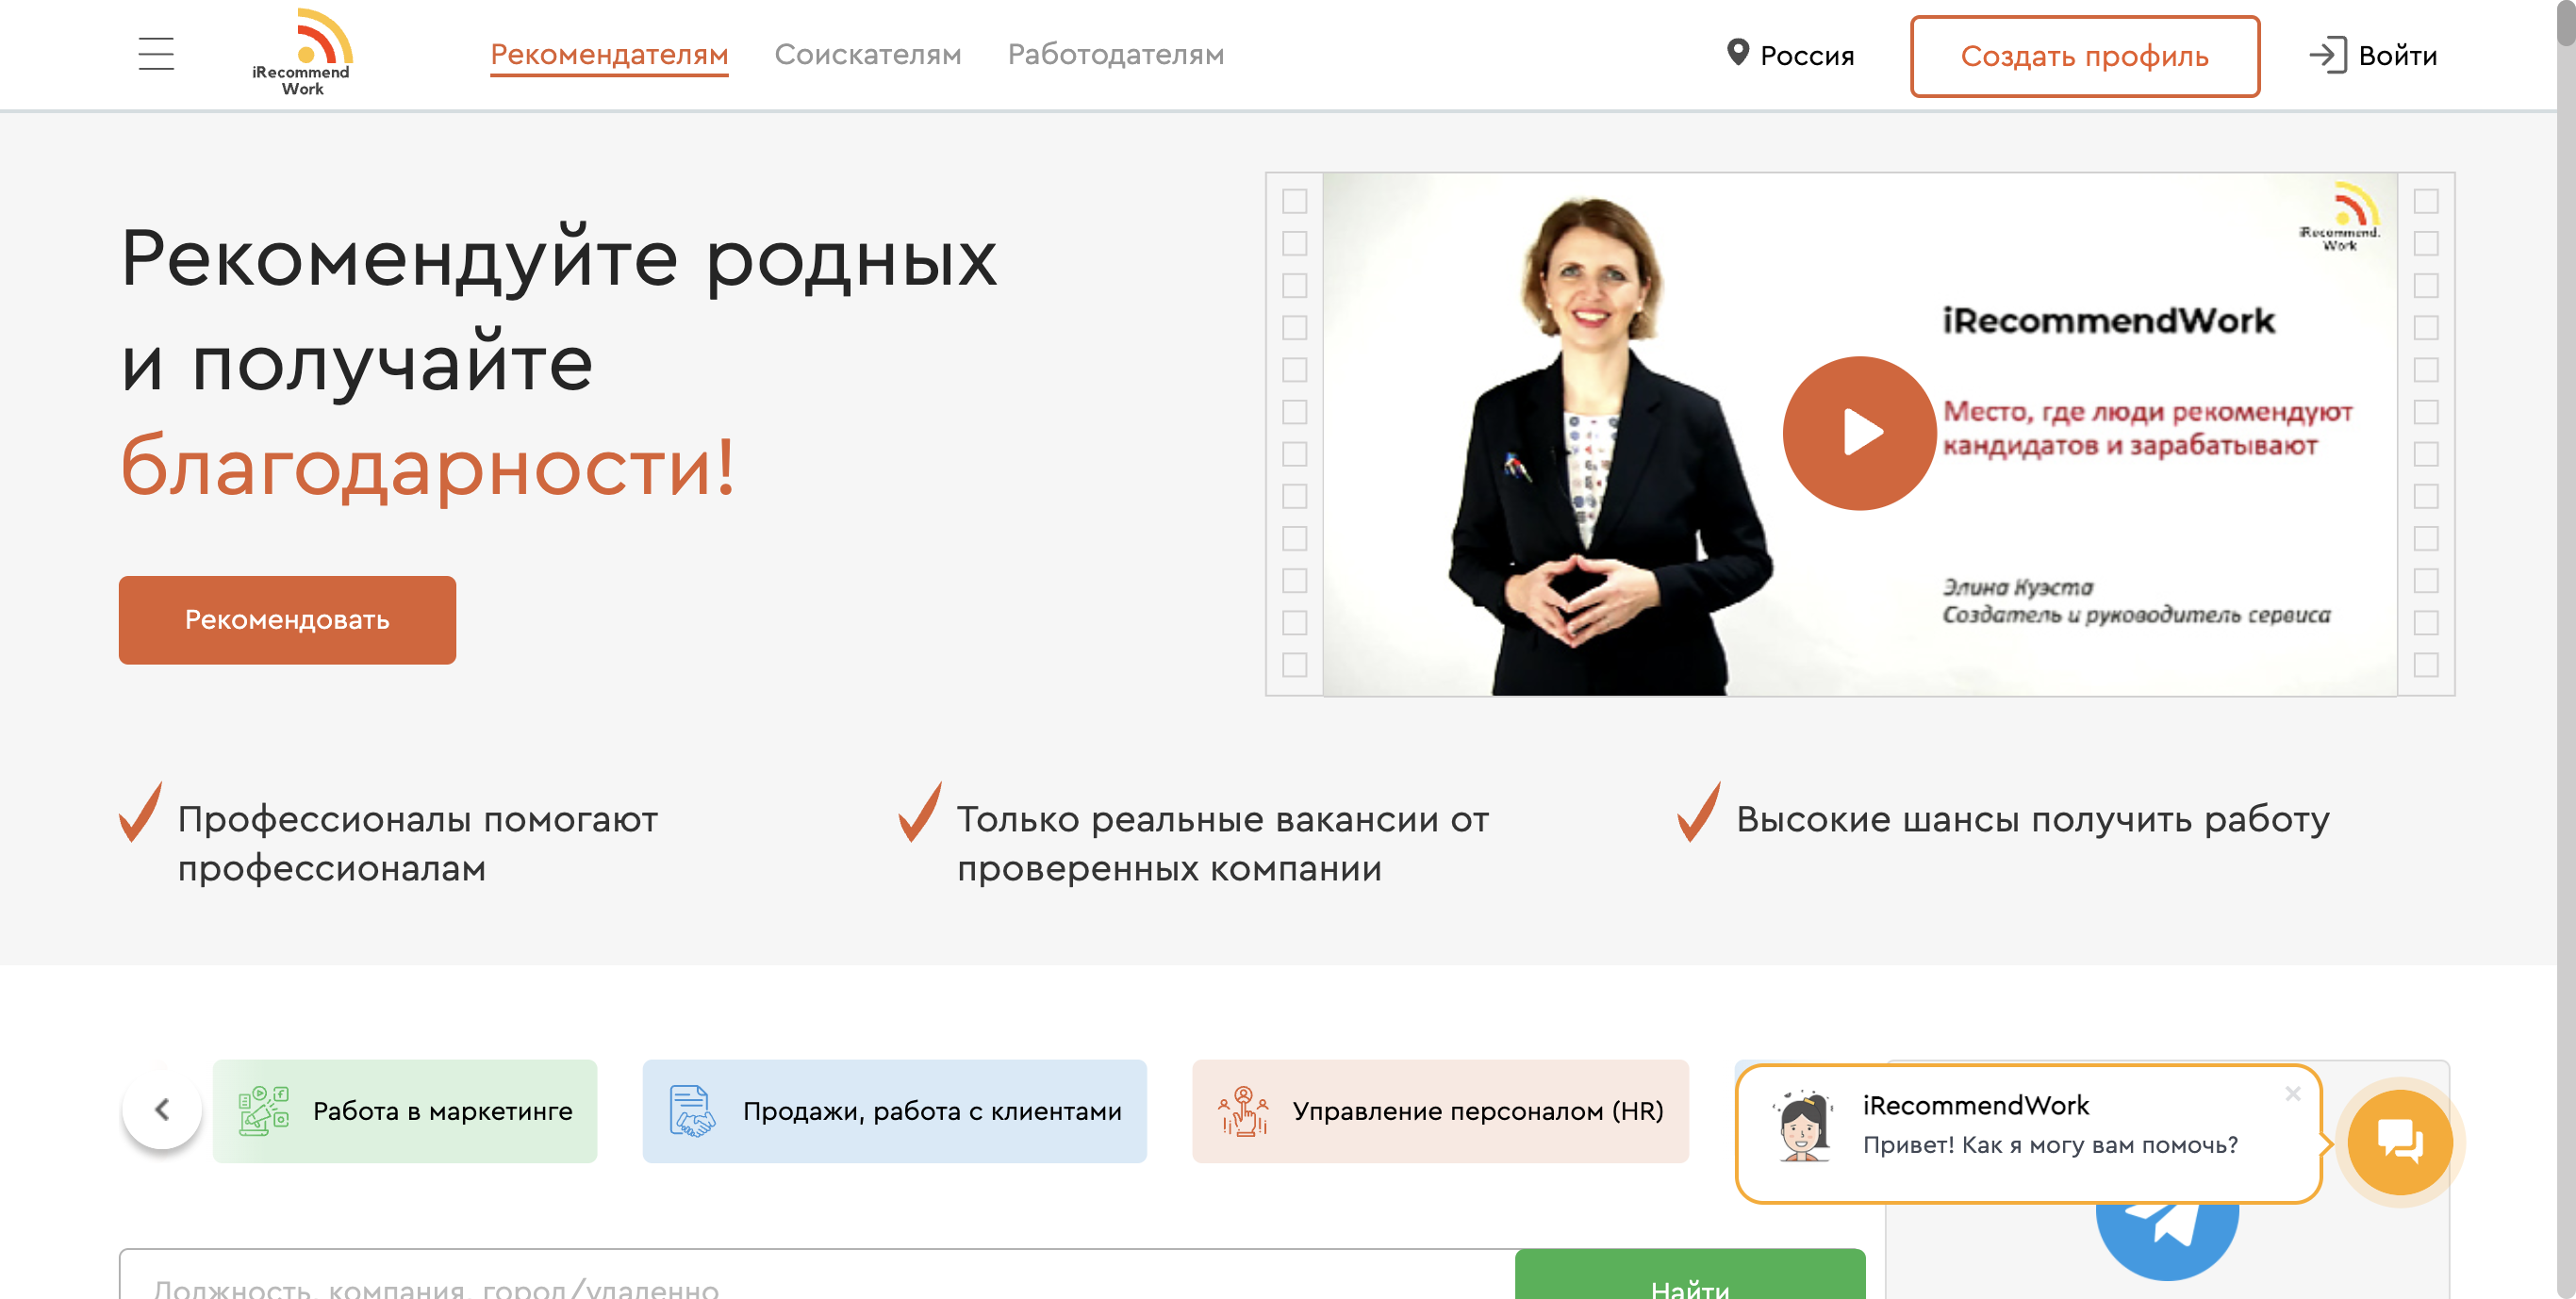 iRecommend
Work
Рекомендателям
Соискателям
Работодателям
Россия
Создать профиль
Войти
Рекомендуйте родных
и получайте
благодарности!
Рекомендовать
iRecommend.
Work
iRecommendWork
Место, где люди рекомендуют
кандидатов и зарабатывают
Элина Куэста
Создатель и руководитель сервиса
Профессионалы помогают
профессионалам
Только реальные вакансии от
проверенных компании
Высокие шансы получить работу
Работа в маркетинге
Продажи, работа с клиентами
Управление персоналом (HR)
iRecommendWork
Привет! Как я могу вам помочь?
Должность, компания, город/удаленно
Найти